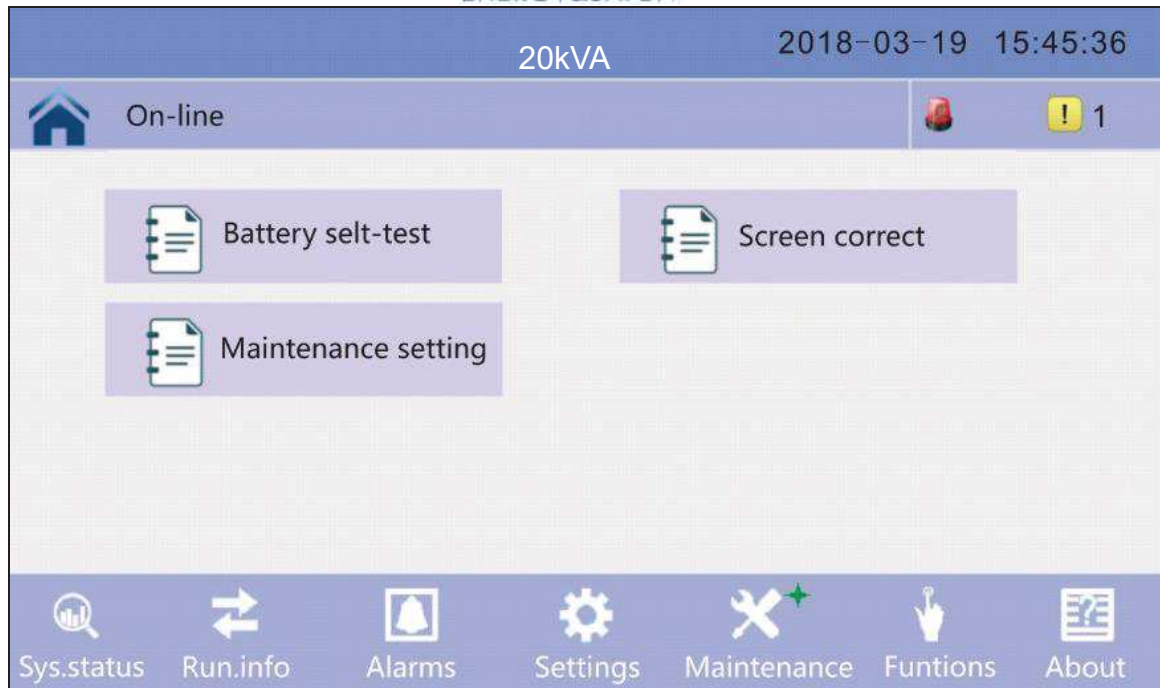 20kVA 2018-03-19 15:45:36
On-line ! 1
Battery selt-test Screen correct
Maintenance setting
Sys.status Run.info Alarms Settings Maintenance Funtions About